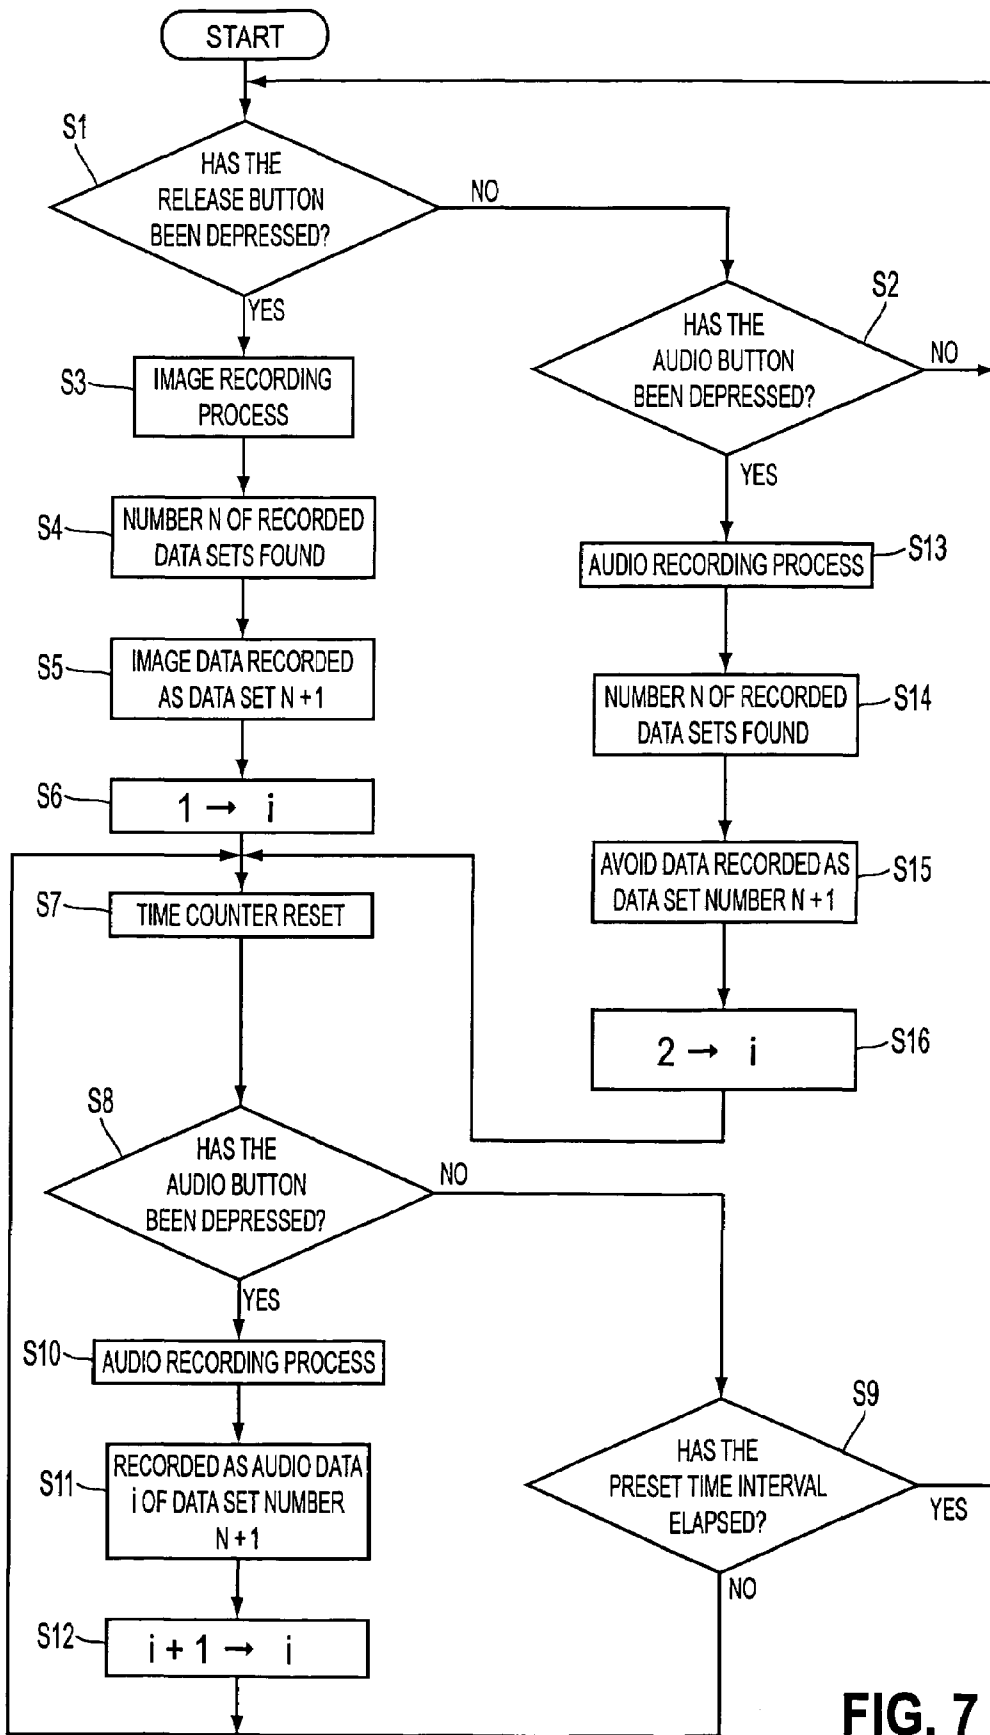 START
S1
HAS THE
RELEASE BUTTON
BEEN DEPRESSED?
NO
YES
S2
HAS THE
AUDIO BUTTON
BEEN DEPRESSED?
NO
YES
S3
IMAGE RECORDING
PROCESS
S4
NUMBER N OF RECORDED
DATA SETS FOUND
S5
IMAGE DATA RECORDED
AS DATA SET N + 1
S6
1 → i
S7
TIME COUNTER RESET
S13
AUDIO RECORDING PROCESS
S14
NUMBER N OF RECORDED
DATA SETS FOUND
S15
AVOID DATA RECORDED AS
DATA SET NUMBER N + 1
S16
2 → i
S8
HAS THE
AUDIO BUTTON
BEEN DEPRESSED?
NO
YES
S10
AUDIO RECORDING PROCESS
S11
RECORDED AS AUDIO DATA
i OF DATA SET NUMBER
N + 1
S12
i + 1 → i
S9
HAS THE
PRESET TIME INTERVAL
ELAPSED?
YES
NO
FIG. 7